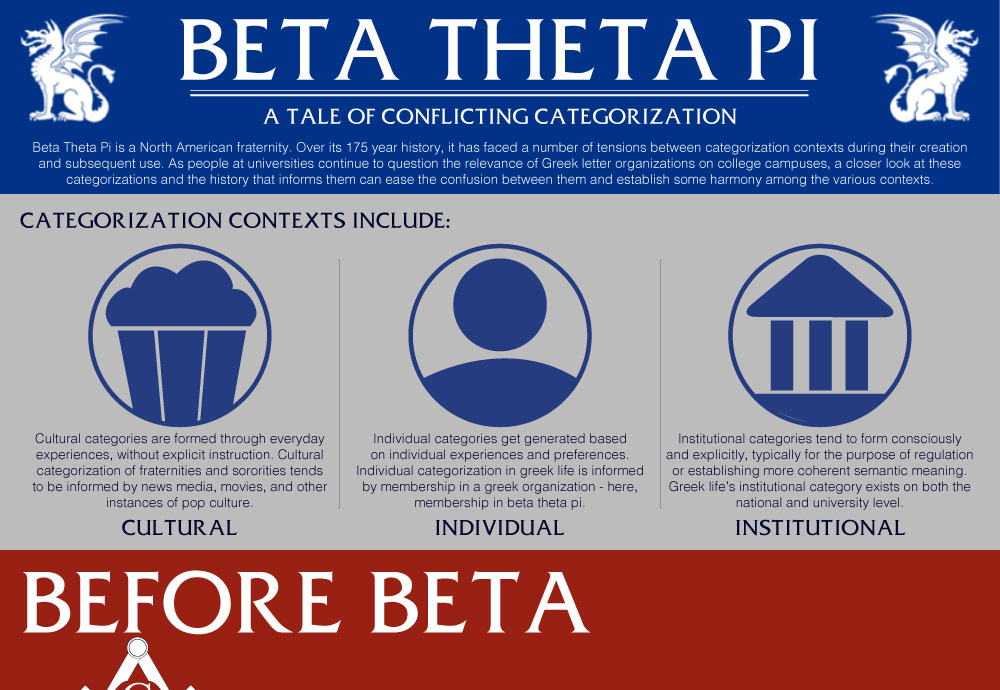 BETA THETA PI
A TALE OF CONFLICTING CATEGORIZATION
Beta Theta Pi is a North American fraternity. Over its 175 year history, it has faced a number of tensions between categorization contexts during their creation
and subsequent use. As people at universities continue to question the relevance of Greek letter organizations on college campuses, a closer look at these
categorizations and the history that informs them can ease the confusion between them and establish some harmony among the various contexts.
CATEGORIZATION CONTEXTS INCLUDE:
Cultural categories are formed through everyday
experiences, without explicit instruction. Cultural
categorization of fraternities and sororities tends
to be informed by news media, movies, and other
instances of pop culture.
CULTURAL
Individual categories get generated based
on individual experiences and preferences.
Individual categorization in greek life is informed
by membership in a greek organization - here,
membership in beta theta pi.
INDIVIDUAL
Institutional categories tend to form consciously
and explicitly, typically for the purpose of regulation
or establishing more coherent semantic meaning.
Greek life's institutional category exists on both the
national and university level.
INSTITUTIONAL
BEFORE BETA
G